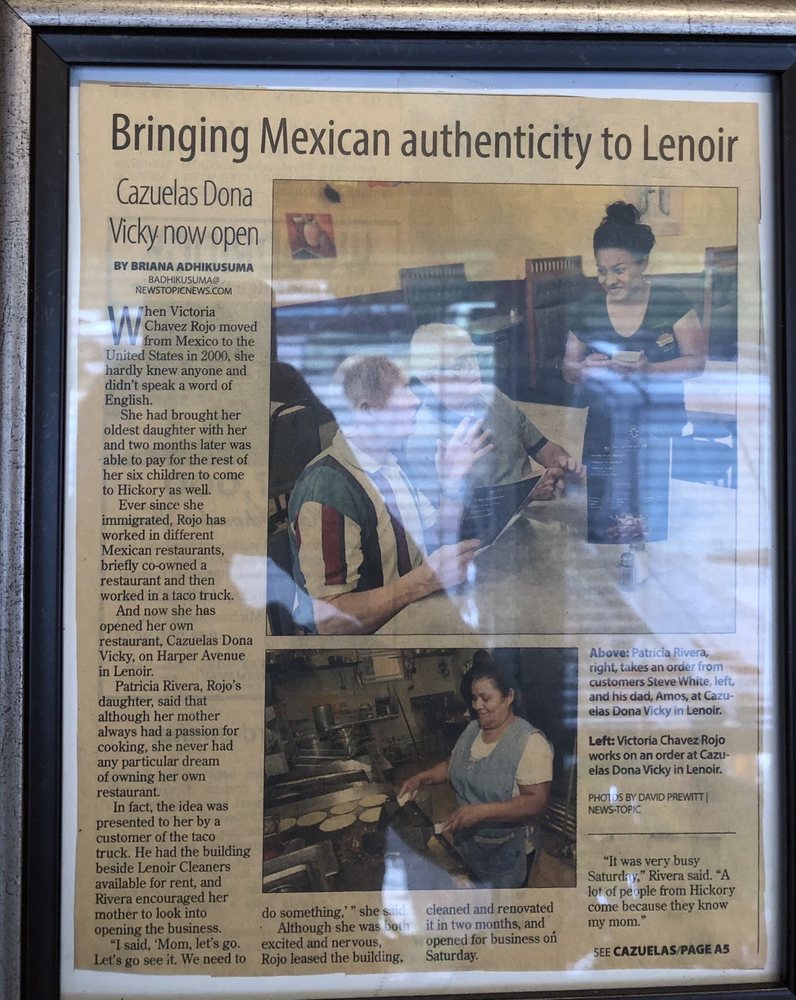 Bringing Mexican authenticity to Lenoir
Cazuelas Dona
Vicky now open
BY BRIANA ADHIKUSUMA
BADHIKUSUMA@
NEWSTOPICNEWS.COM
When Victoria
Chavez Rojo moved
from Mexico to the
United States in 2000, she
hardly knew anyone and
didn't speak a word of
English.
She had brought her
oldest daughter with her
and two months later was
able to pay for the rest of
her six children to come
to Hickory as well.
Ever since she
immigrated, Rojo has
worked in different
Mexican restaurants,
briefly co-owned a
restaurant and then
worked in a taco truck.
And now she has
opened her own
restaurant, Cazuelas Dona
Vicky, on Harper Avenue
in Lenoir.
Patricia Rivera, Rojo's
daughter, said that
although her mother
always had a passion for
cooking, she never had
any particular dream
of owning her own
restaurant.
In fact, the idea was
presented to her by a
customer of the taco
truck. He had the building
beside Lenoir Cleaners
available for rent, and
Rivera encouraged her
mother to look into
opening the business.
"I said, 'Mom, let's go.
Let's go see it. We need to
do something,' " she said.
Although she was both
excited and nervous,
Rojo leased the building,
cleaned and renovated
it in two months, and
opened for business on
Saturday.
Above: Patricia Rivera,
right, takes an order from
customers Steve White, left,
and his dad, Amos, at Cazu-
elas Dona Vicky in Lenoir.
Left: Victoria Chavez Rojo
works on an order at Cazu-
elas Dona Vicky in Lenoir.
PHOTOS BY DAVID PREWITT |
NEWS-TOPIC
"It was very busy
Saturday," Rivera said. "A
lot of people from Hickory
come because they know
my mom."
SEE CAZUELAS/PAGE A5